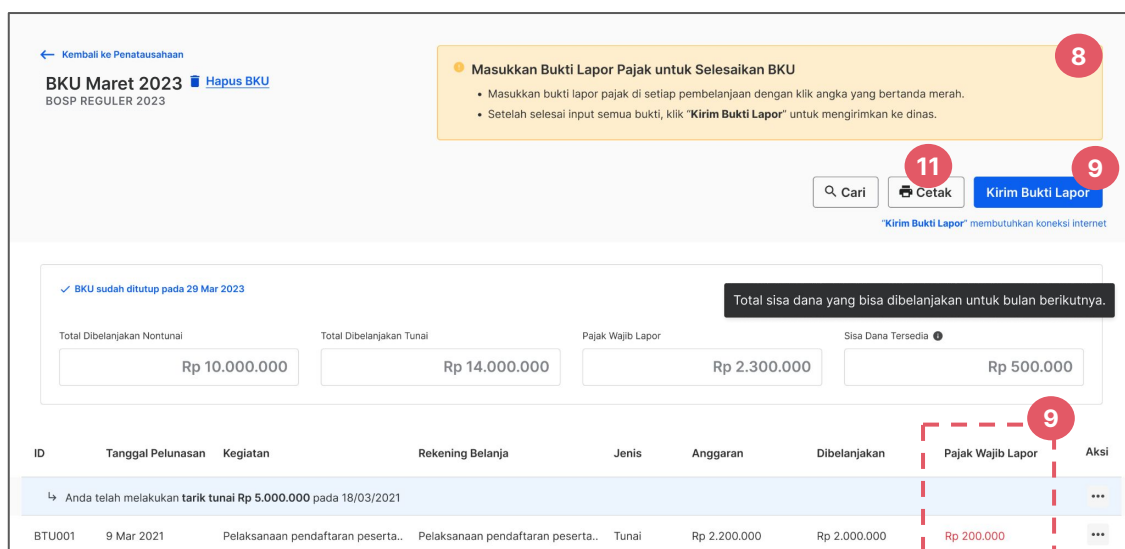 ← Kembali ke Penatausahaan
BKU Maret 2023 Hapus BKU
BOSP REGULER 2023
8
Masukkan Bukti Lapor Pajak untuk Selesaikan BKU
• Masukkan bukti lapor pajak di setiap pembelanjaan dengan klik angka yang bertanda merah.
• Setelah selesai input semua bukti, klik "Kirim Bukti Lapor" untuk mengirimkan ke dinas.
11 9
Cari Cetak Kirim Bukti Lapor
"Kirim Bukti Lapor" membutuhkan koneksi internet
✓ BKU sudah ditutup pada 29 Mar 2023
Total sisa dana yang bisa dibelanjakan untuk bulan berikutnya.
Total Dibelanjakan Nontunai Total Dibelanjakan Tunai Pajak Wajib Lapor Sisa Dana Tersedia
Rp 10.000.000 Rp 14.000.000 Rp 2.300.000 Rp 500.000
9
ID Tanggal Pelunasan Kegiatan Rekening Belanja Jenis Anggaran Dibelanjakan Pajak Wajib Lapor Aksi
↳ Anda telah melakukan tarik tunai Rp 5.000.000 pada 18/03/2021 •••
BTU001 9 Mar 2021 Pelaksanaan pendaftaran peserta.. Pelaksanaan pendaftaran peserta.. Tunai Rp 2.200.000 Rp 2.000.000 Rp 200.000 •••